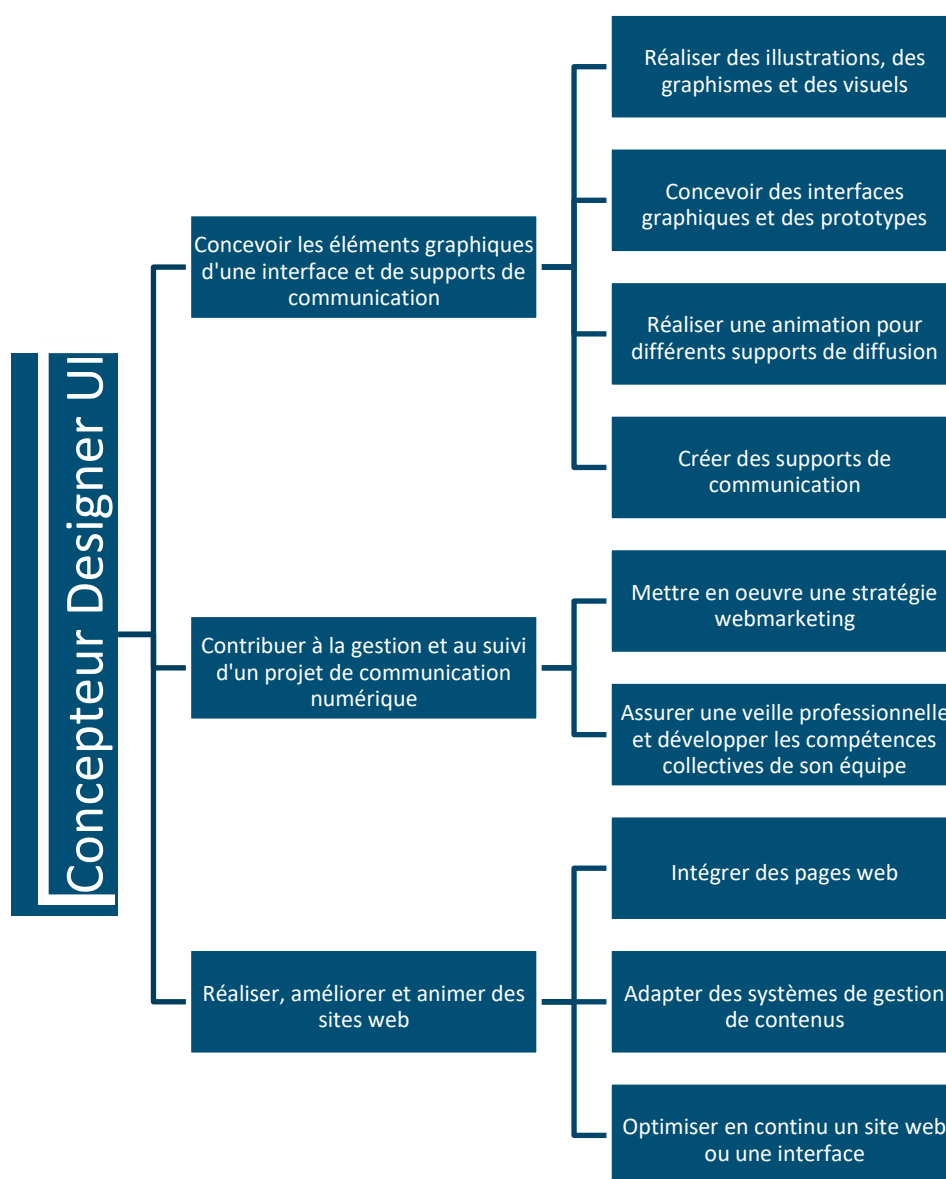 Concepteur Designer UI
Concevoir les éléments graphiques
d'une interface et de supports de
communication
Réaliser des illustrations, des
graphismes et des visuels
Concevoir des interfaces
graphiques et des prototypes
Réaliser une animation pour
différents supports de diffusion
Créer des supports de
communication
Contribuer à la gestion et au suivi
d'un projet de communication
numérique
Mettre en oeuvre une stratégie
webmarketing
Assurer une veille professionnelle
et développer les compétences
collectives de son équipe
Réaliser, améliorer et animer des
sites web
Intégrer des pages web
Adapter des systèmes de gestion
de contenus
Optimiser en continu un site web
ou une interface